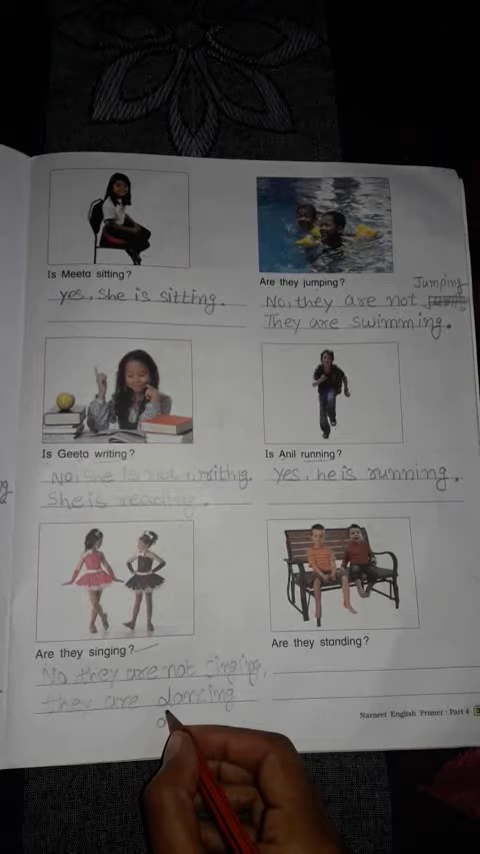 Is Meeta sitting?
yes, she is sitting.
Are they jumping?
Jumping
No, they are not
They are swimming.
Is Geeta writing?
No, she is not writing.
She is reading.
Is Anil running?
Yes, he is running.
Are they singing?
No they are not singing,
they are dancing
Are they standing?
Navneet English Primer : Part 4